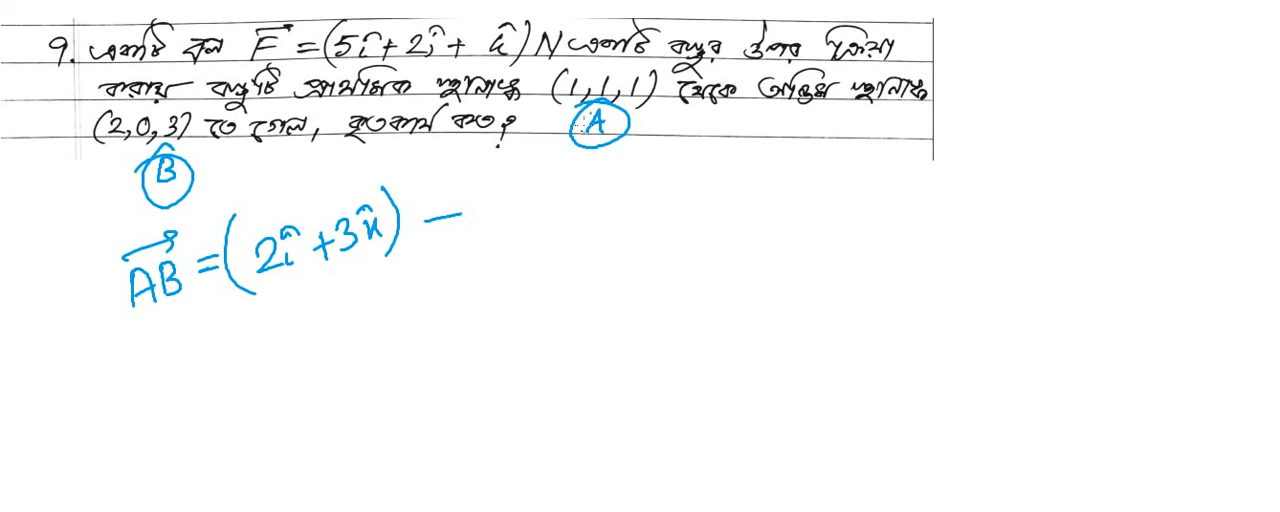 ৭. একটি বল F⃗ = (5î + 2ĵ + k̂) N একটি বস্তুর উপর ক্রিয়া
করায় বস্তুটি প্রাথমিক স্থানাঙ্ক (1,1,1) থেকে অন্তিম স্থানাঙ্ক
(2,0,3) তে গেল, কৃতকার্য কত?
A
B
A⃗B⃗ = (2î + 3k̂) −